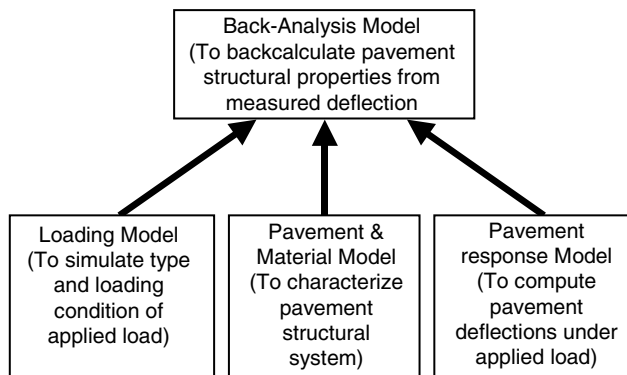 Back-Analysis Model
(To backcalculate pavement
structural properties from
measured deflection
Loading Model
(To simulate type
and loading
condition of
applied load)
Pavement &
Material Model
(To characterize
pavement
structural
system)
Pavement
response Model
(To compute
pavement
deflections under
applied load)